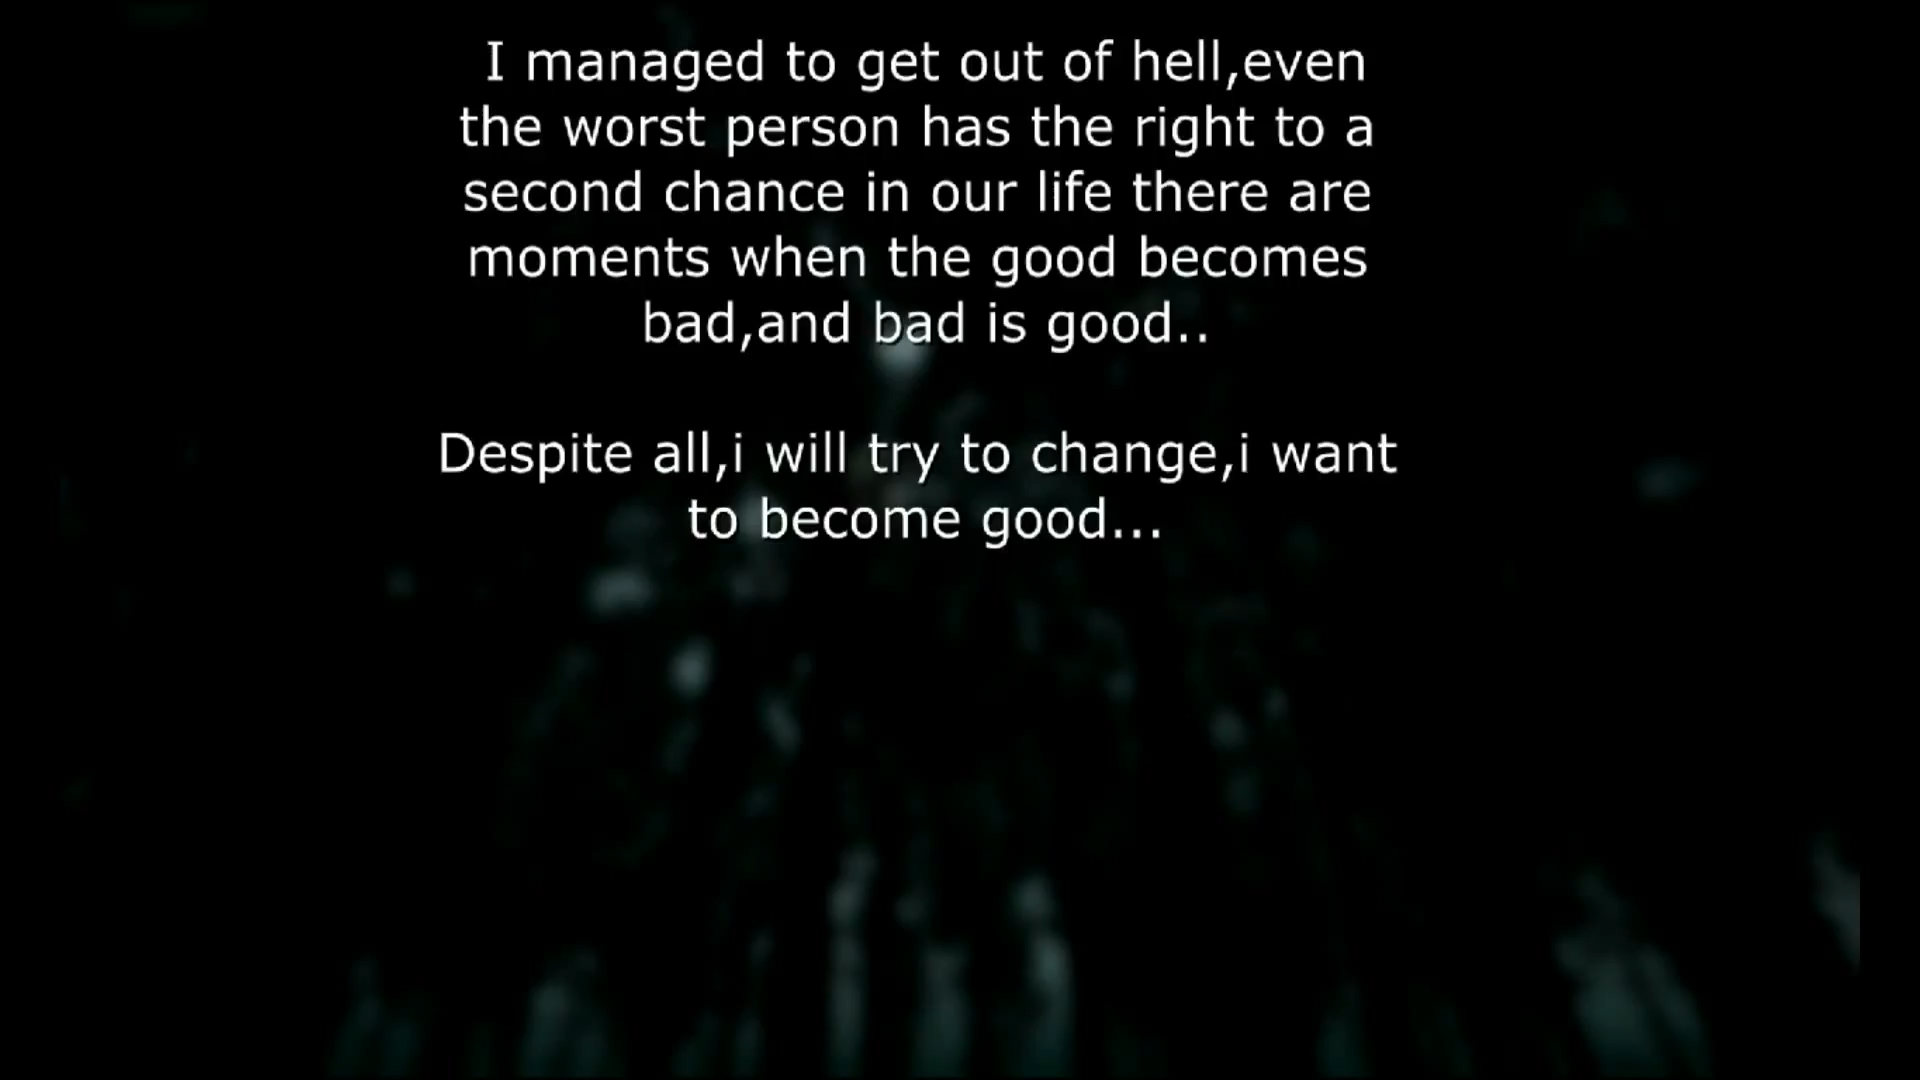 I managed to get out of hell,even
the worst person has the right to a
second chance in our life there are
moments when the good becomes
bad,and bad is good..
Despite all,i will try to change,i want
to become good...